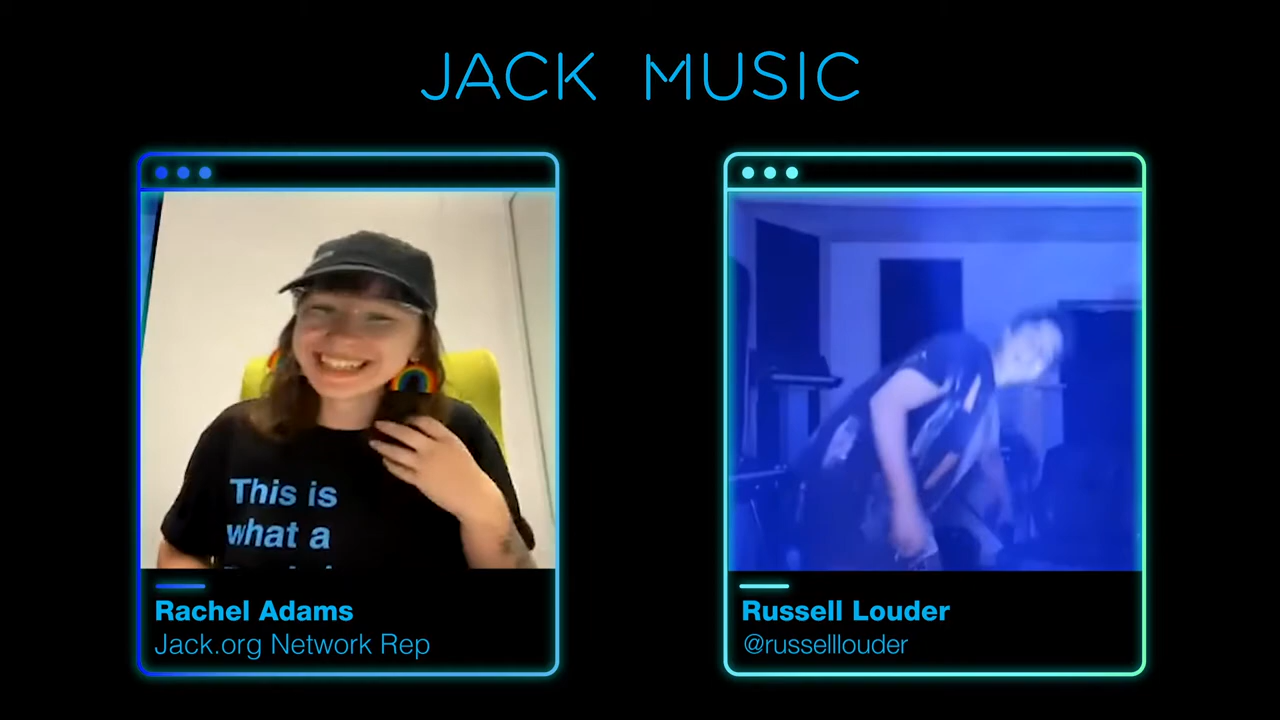 JACK MUSIC
This is
what a
Rachel Adams
Jack.org Network Rep
Russell Louder
@russelllouder